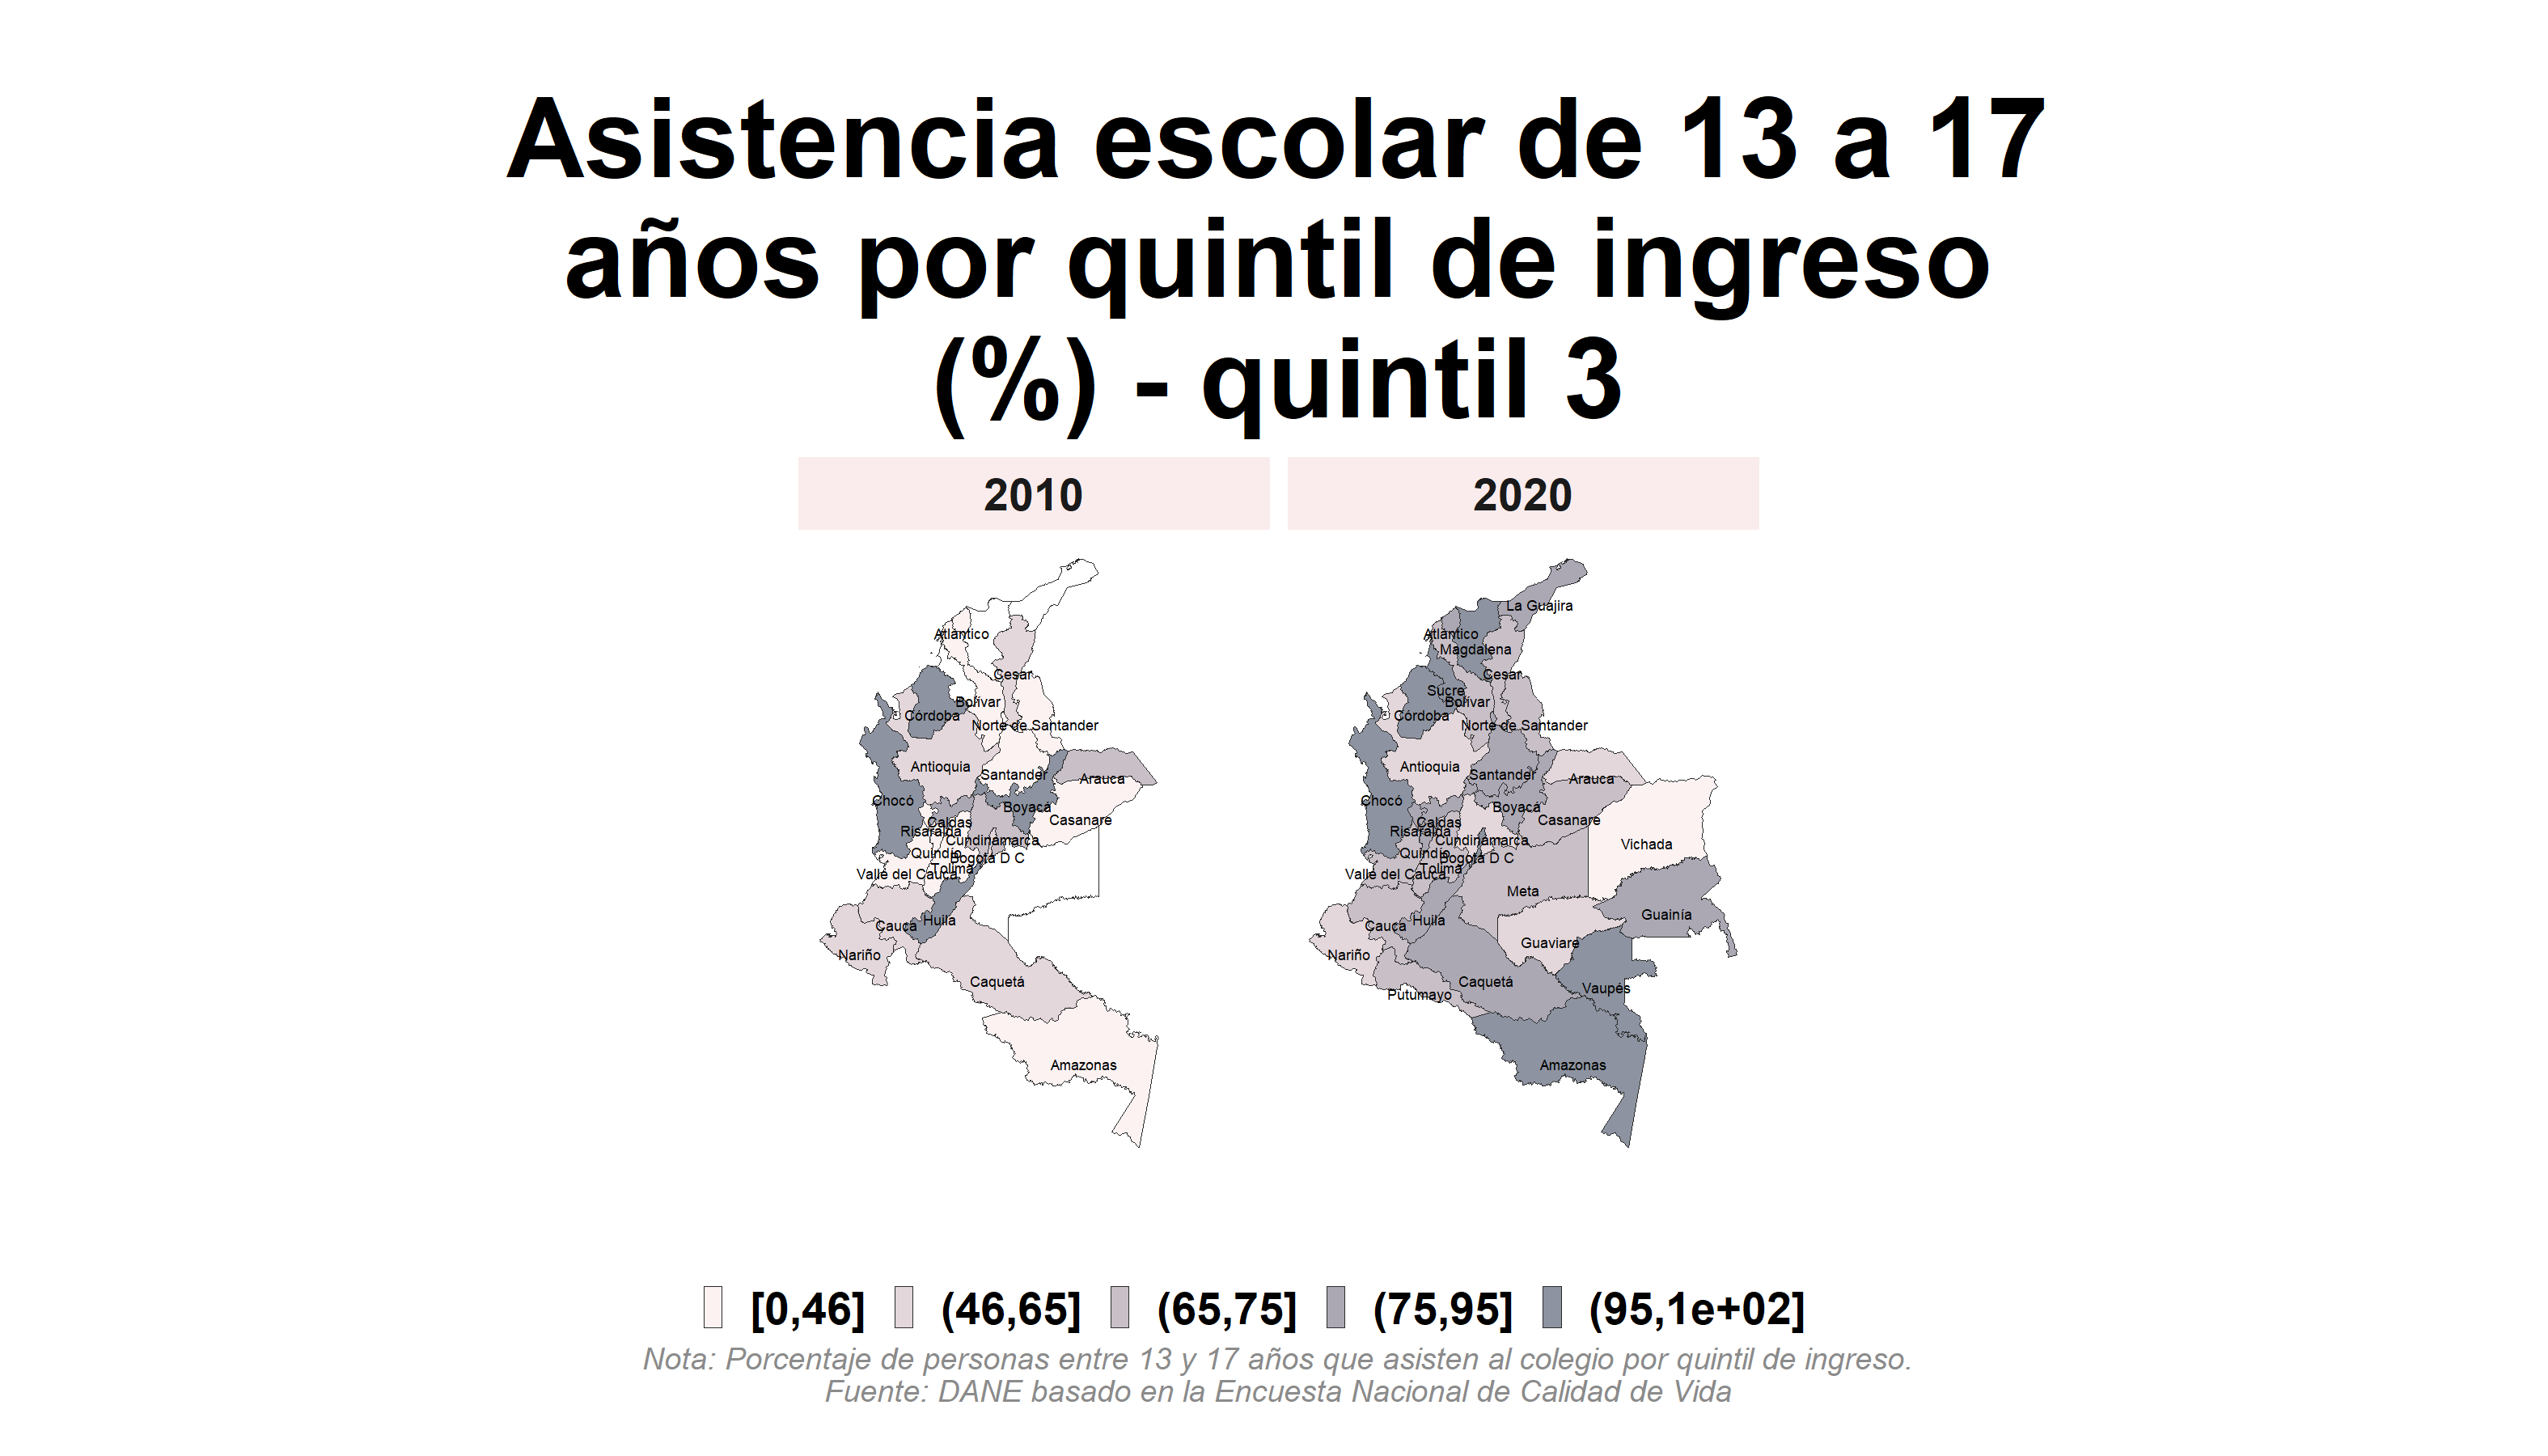 Asistencia escolar de 13 a 17
años por quintil de ingreso
(%) - quintil 3
2010
2020
Atlántico
Cesar
Bolívar
Córdoba
Norte de Santander
Antioquia
Santander
Arauca
Chocó
Boyacá
Casanare
Caldas
Risaralda
Cundinamarca
Quindío
Bogotá D C
Tolima
Valle del Cauca
Huila
Cauca
Nariño
Caquetá
Amazonas
La Guajira
Atlántico
Magdalena
Cesar
Sucre
Bolívar
Córdoba
Norte de Santander
Antioquia
Santander
Arauca
Chocó
Boyacá
Casanare
Caldas
Risaralda
Cundinamarca
Vichada
Quindío
Bogotá D C
Tolima
Valle del Cauca
Meta
Guainía
Huila
Cauca
Guaviare
Nariño
Caquetá
Vaupés
Putumayo
Amazonas
[0,46] (46,65] (65,75] (75,95] (95,1e+02]
Nota: Porcentaje de personas entre 13 y 17 años que asisten al colegio por quintil de ingreso.
Fuente: DANE basado en la Encuesta Nacional de Calidad de Vida